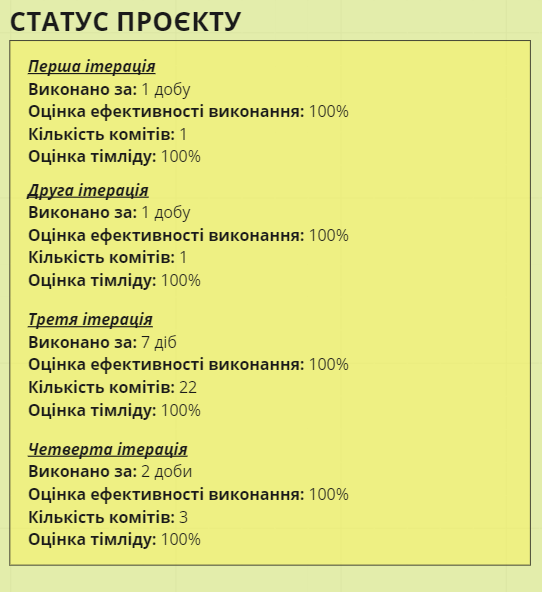 СТАТУС ПРОЄКТУ
Перша ітерація
Виконано за: 1 добу
Оцінка ефективності виконання: 100%
Кількість комітів: 1
Оцінка тімліду: 100%
Друга ітерація
Виконано за: 1 добу
Оцінка ефективності виконання: 100%
Кількість комітів: 1
Оцінка тімліду: 100%
Третя ітерація
Виконано за: 7 діб
Оцінка ефективності виконання: 100%
Кількість комітів: 22
Оцінка тімліду: 100%
Четверта ітерація
Виконано за: 2 доби
Оцінка ефективності виконання: 100%
Кількість комітів: 3
Оцінка тімліду: 100%